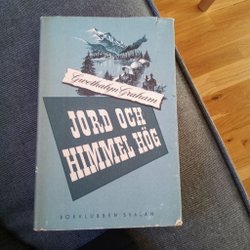 Gwethalyn Graham
JORD OCH
HIMMEL HÖG
BOKKLUBBEN SVALAN